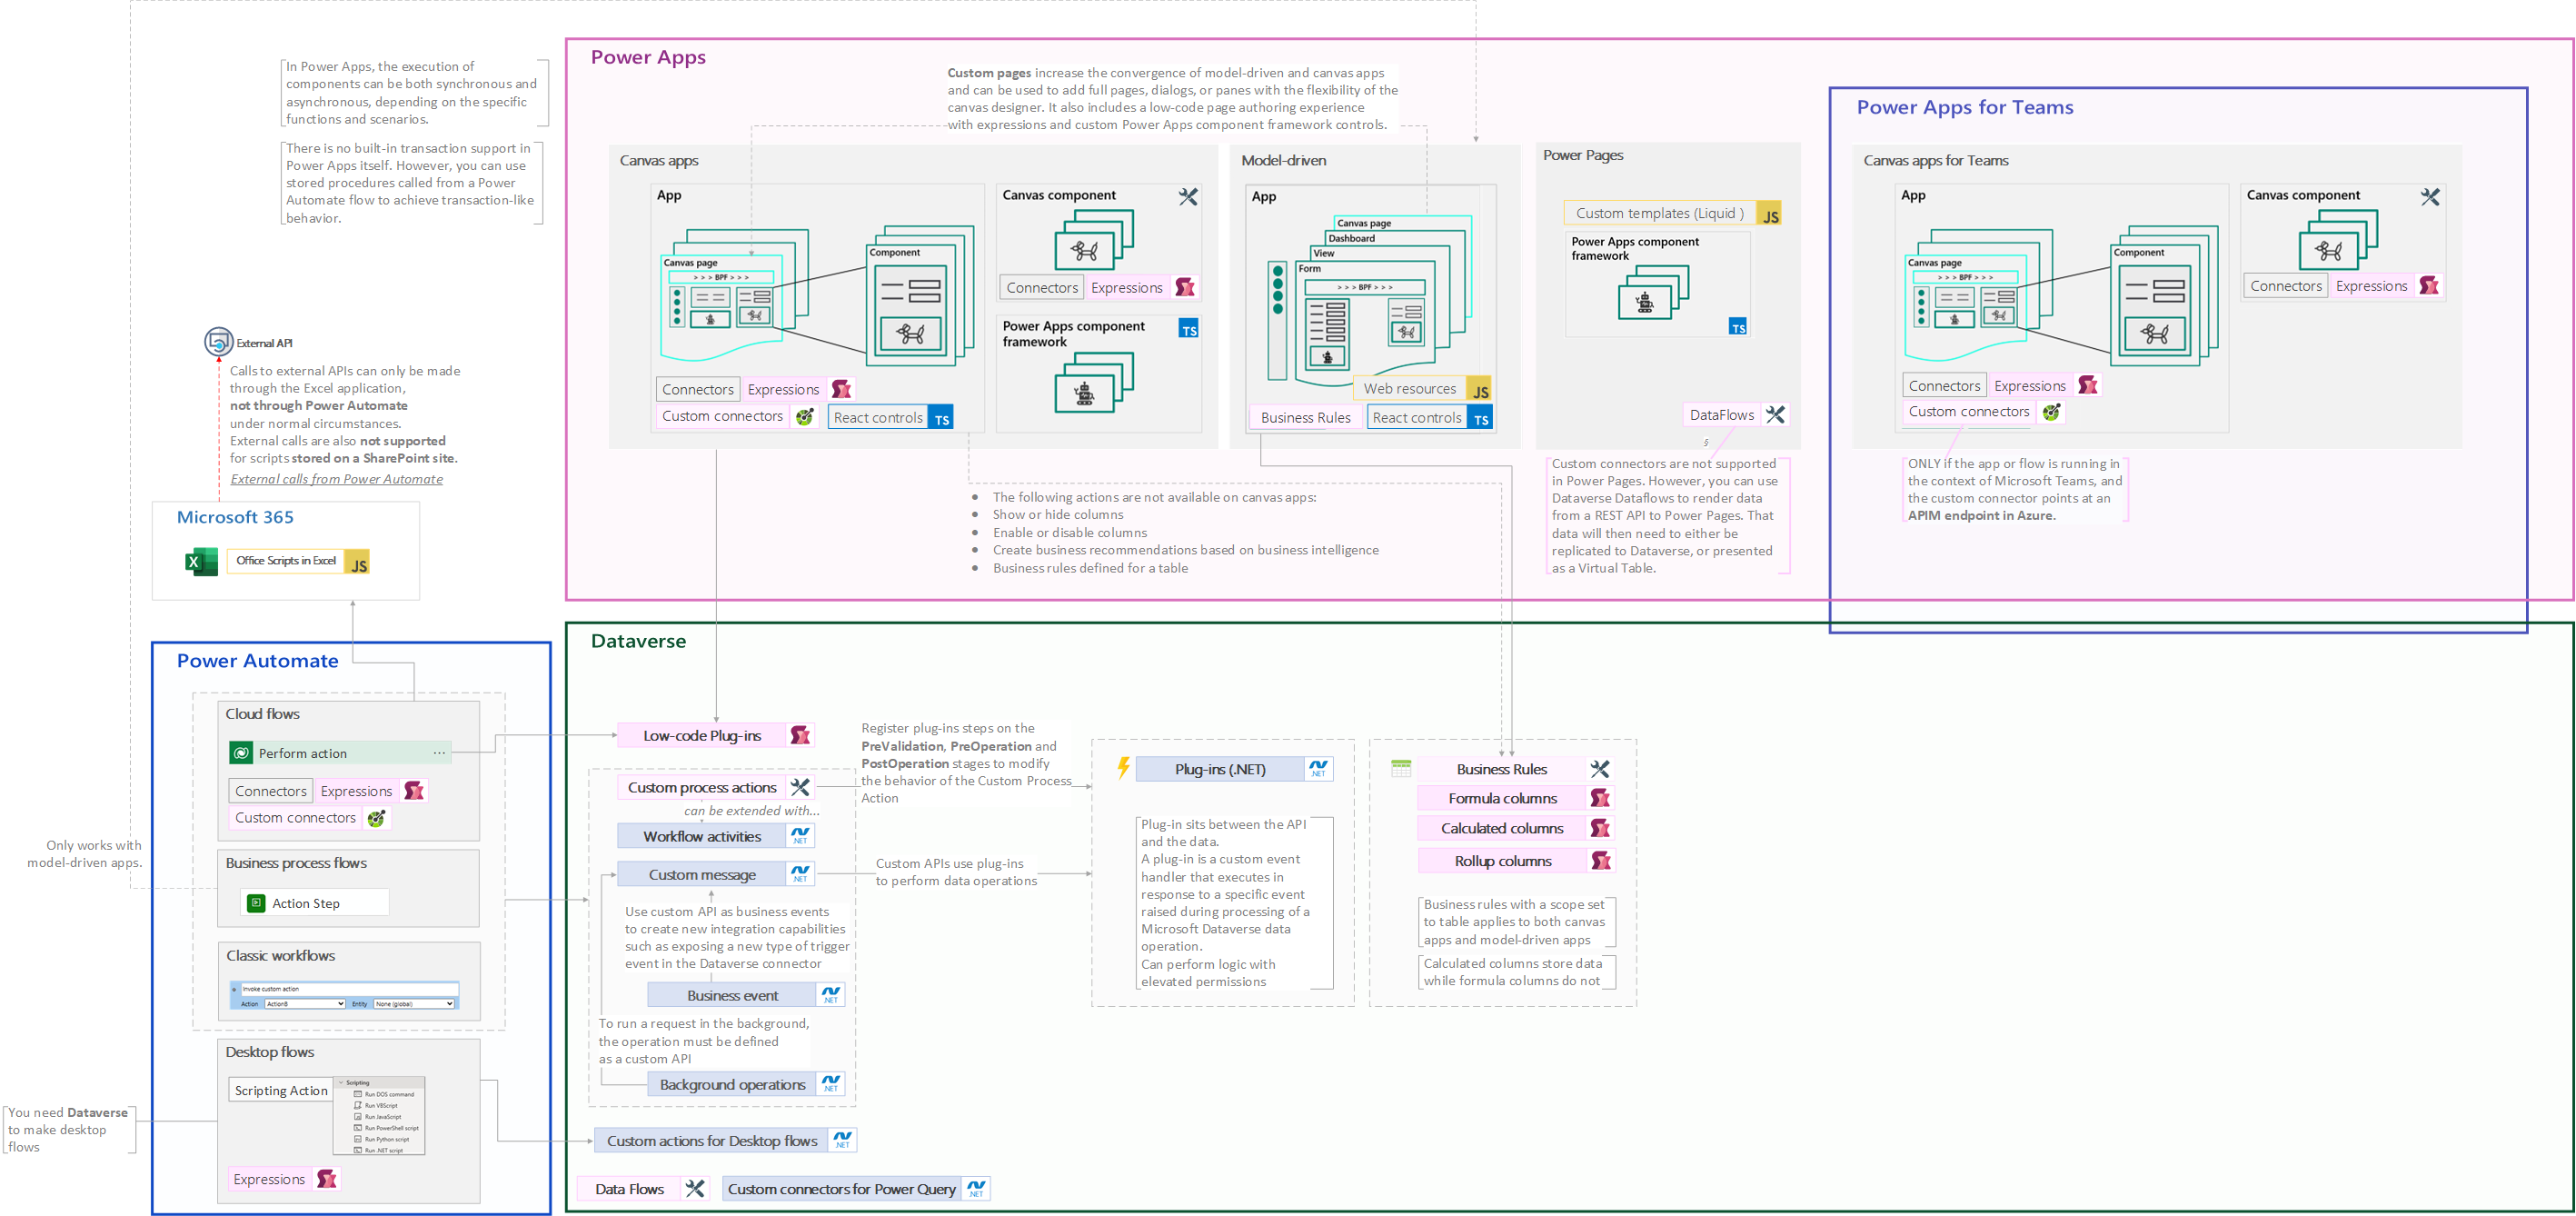 In Power Apps, the execution of
components can be both synchronous and
asynchronous, depending on the specific
functions and scenarios.
There is no built-in transaction support in
Power Apps itself. However, you can use
stored procedures called from a Power
Automate flow to achieve transaction-like
behavior.
External API
Calls to external APIs can only be made
through the Excel application,
not through Power Automate
under normal circumstances.
External calls are also not supported
for scripts stored on a SharePoint site.
External calls from Power Automate
Microsoft 365
Office Scripts in Excel
JS
Power Apps
Custom pages increase the convergence of model-driven and canvas apps
and can be used to add full pages, dialogs, or panes with the flexibility of the
canvas designer. It also includes a low-code page authoring experience
with expressions and custom Power Apps component framework controls.
Canvas apps
App
Canvas page
> > > BPF > > >
Component
Connectors
Expressions
Custom connectors
React controls
TS
Canvas component
Connectors
Expressions
Power Apps component
framework
TS
Model-driven
App
Canvas page
Dashboard
View
Form
> > > BPF > > >
Web resources
JS
Business Rules
React controls
TS
Power Pages
Custom templates (Liquid )
JS
Power Apps component
framework
TS
DataFlows
§
Custom connectors are not supported
in Power Pages. However, you can use
Dataverse Dataflows to render data
from a REST API to Power Pages. That
data will then need to either be
replicated to Dataverse, or presented
as a Virtual Table.
• The following actions are not available on canvas apps:
• Show or hide columns
• Enable or disable columns
• Create business recommendations based on business intelligence
• Business rules defined for a table
Power Apps for Teams
Canvas apps for Teams
App
Canvas page
> > > BPF > > >
Component
Connectors
Expressions
Custom connectors
Canvas component
Connectors
Expressions
ONLY if the app or flow is running in
the context of Microsoft Teams, and
the custom connector points at an
APIM endpoint in Azure.
Power Automate
Cloud flows
Perform action
...
Connectors
Expressions
Custom connectors
Only works with
model-driven apps.
Business process flows
Action Step
Classic workflows
Invoke custom action
Action
ActionB
Entity
None (global)
Desktop flows
Scripting Action
Scripting
Run DOS command
Run VBScript
Run JavaScript
Run PowerShell script
Run Python script
Run .NET script
Expressions
You need Dataverse
to make desktop
flows
Dataverse
Low-code Plug-ins
Custom process actions
can be extended with...
Workflow activities
.NET
Custom message
.NET
Use custom API as business events
to create new integration capabilities
such as exposing a new type of trigger
event in the Dataverse connector
Business event
.NET
To run a request in the background,
the operation must be defined
as a custom API
Background operations
.NET
Custom actions for Desktop flows
.NET
Data Flows
Custom connectors for Power Query
.NET
Register plug-ins steps on the
PreValidation, PreOperation and
PostOperation stages to modify
the behavior of the Custom Process
Action
Custom APIs use plug-ins
to perform data operations
Plug-ins (.NET)
.NET
Plug-in sits between the API
and the data.
A plug-in is a custom event
handler that executes in
response to a specific event
raised during processing of a
Microsoft Dataverse data
operation.
Can perform logic with
elevated permissions
Business Rules
Formula columns
Calculated columns
Rollup columns
Business rules with a scope set
to table applies to both canvas
apps and model-driven apps
Calculated columns store data
while formula columns do not